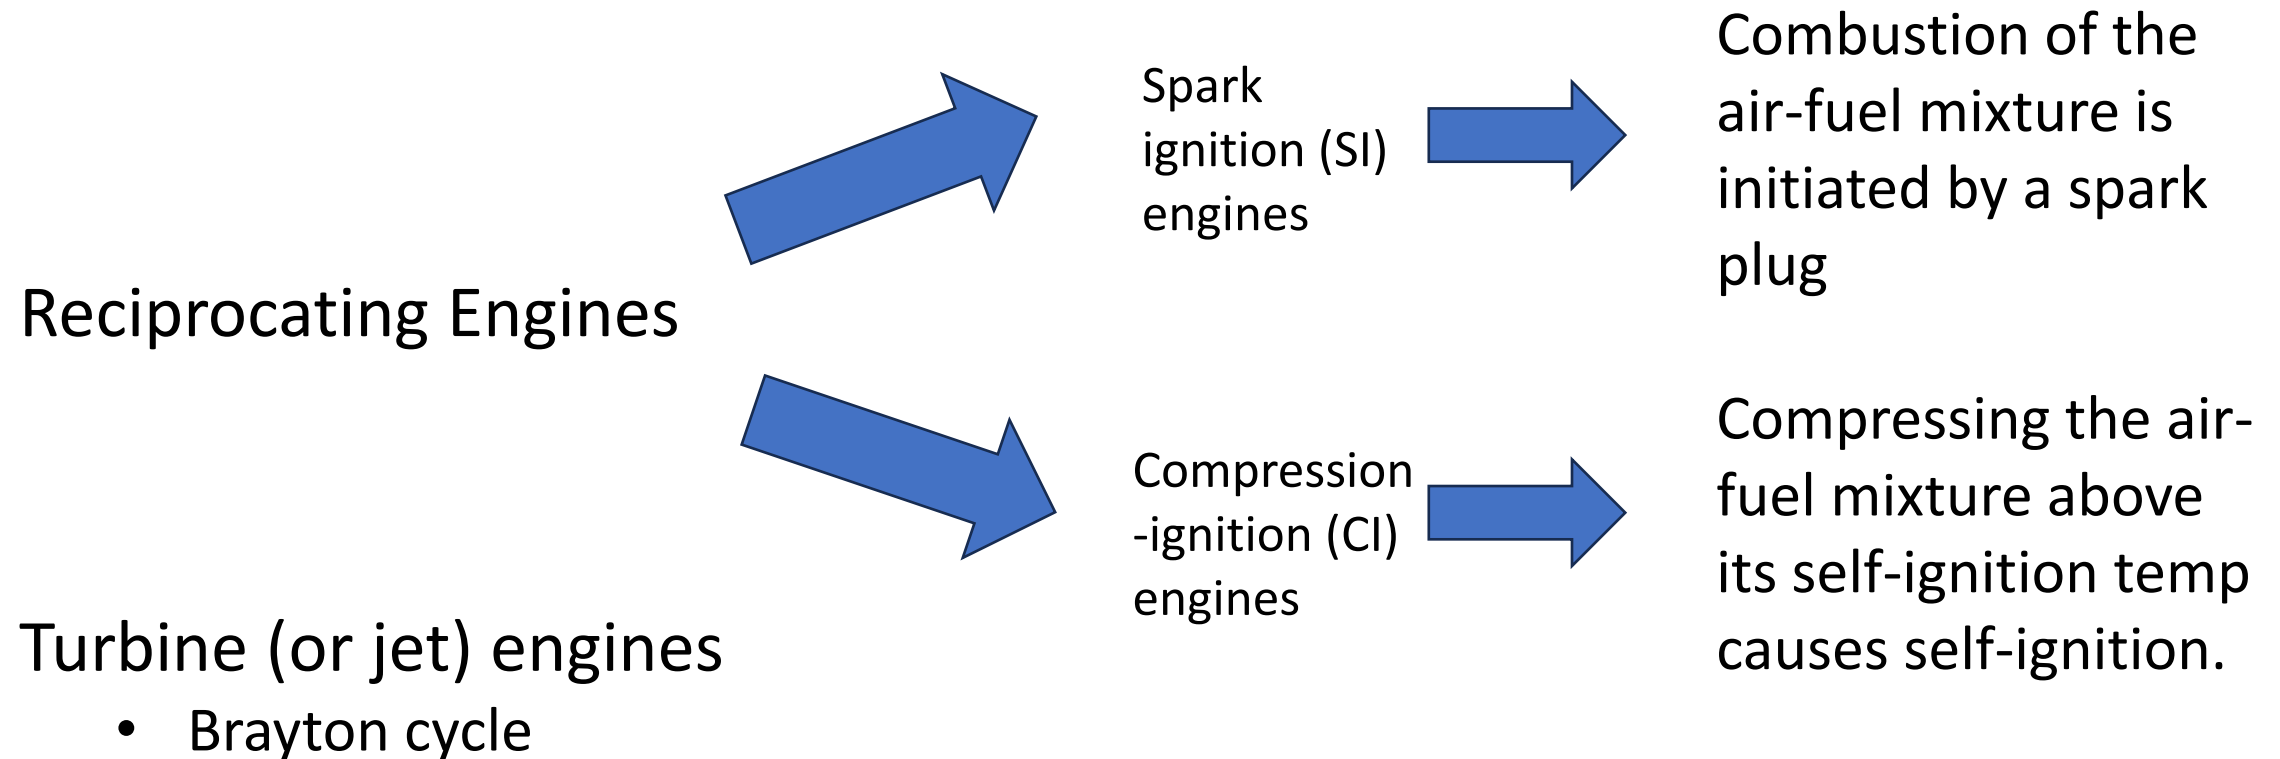 Reciprocating Engines
Spark
ignition (SI)
engines
Combustion of the
air-fuel mixture is
initiated by a spark
plug
Compression
-ignition (CI)
engines
Compressing the air-
fuel mixture above
its self-ignition temp
causes self-ignition.
Turbine (or jet) engines
• Brayton cycle